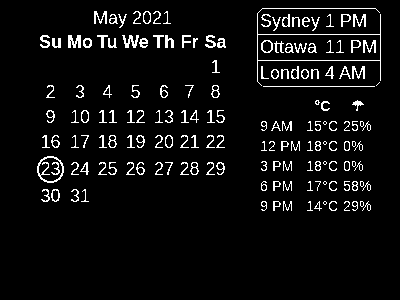 May 2021
Su Mo Tu We Th Fr Sa
1
2 3 4 5 6 7 8
9 10 11 12 13 14 15
16 17 18 19 20 21 22
23 24 25 26 27 28 29
30 31
Sydney 1 PM
Ottawa 11 PM
London 4 AM
°C ☂
9 AM 15°C 25%
12 PM 18°C 0%
3 PM 18°C 0%
6 PM 17°C 58%
9 PM 14°C 29%